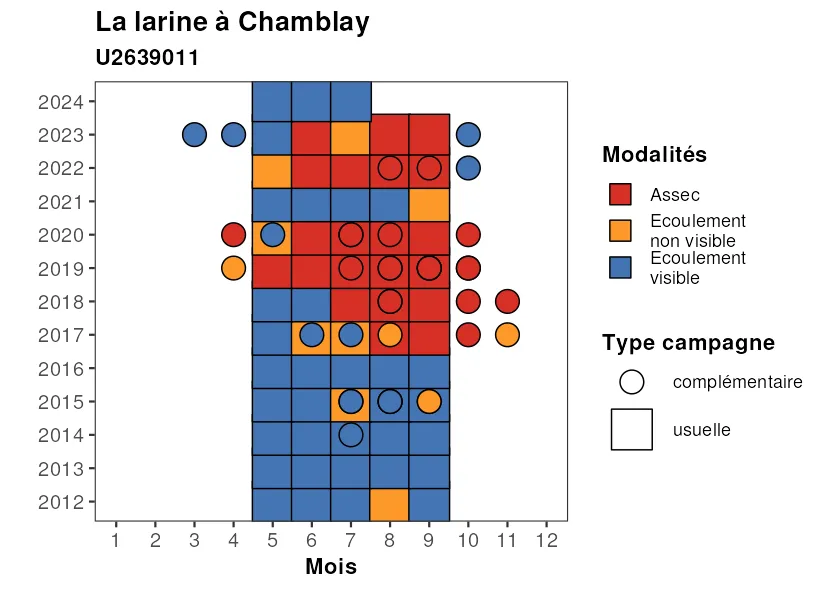 La larine à Chamblay
U2639011
2024
2023
2022
2021
2020
2019
2018
2017
2016
2015
2014
2013
2012
1 2 3 4 5 6 7 8 9 10 11 12
Mois
Modalités
Assec
Ecoulement
non visible
Ecoulement
visible
Type campagne
complémentaire
usuelle